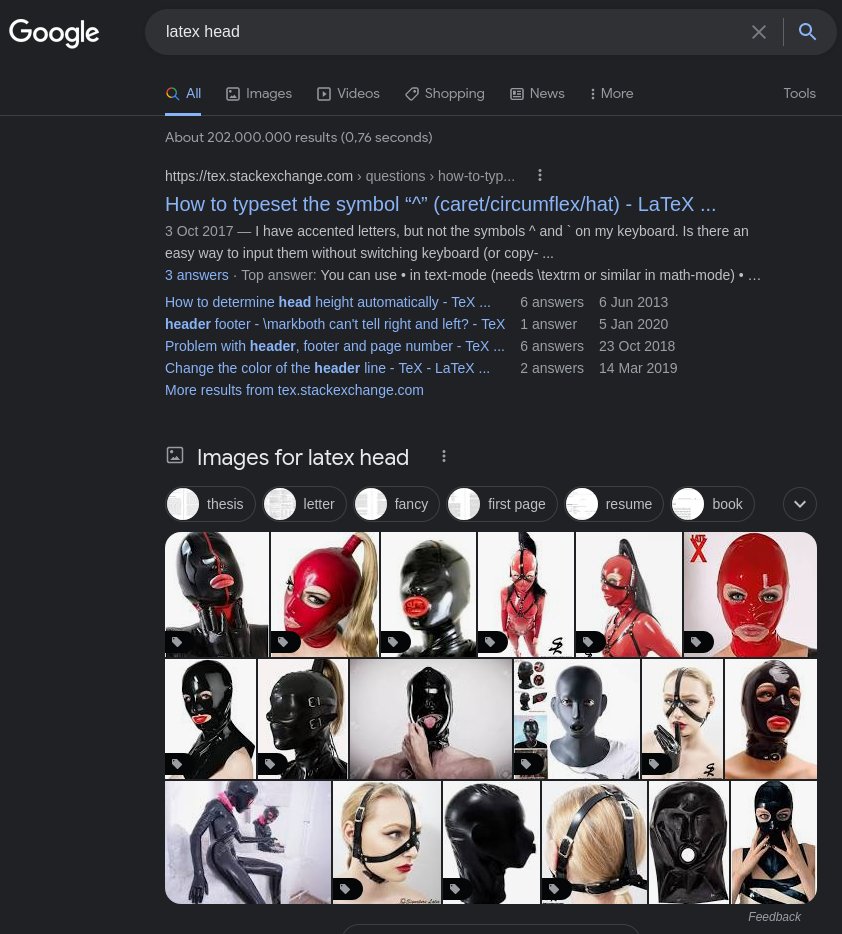 Google
latex head
All Images Videos Shopping News More Tools
About 202.000.000 results (0,76 seconds)
https://tex.stackexchange.com › questions › how-to-typ...
How to typeset the symbol “^” (caret/circumflex/hat) - LaTeX ...
3 Oct 2017 — I have accented letters, but not the symbols ^ and ` on my keyboard. Is there an
easy way to input them without switching keyboard (or copy- ...
3 answers · Top answer: You can use • in text-mode (needs \textrm or similar in math-mode) • …
How to determine head height automatically - TeX ... 6 answers 6 Jun 2013
header footer - \markboth can't tell right and left? - TeX 1 answer 5 Jan 2020
Problem with header, footer and page number - TeX ... 6 answers 23 Oct 2018
Change the color of the header line - TeX - LaTeX ... 2 answers 14 Mar 2019
More results from tex.stackexchange.com
Images for latex head
thesis letter fancy first page resume book
Feedback